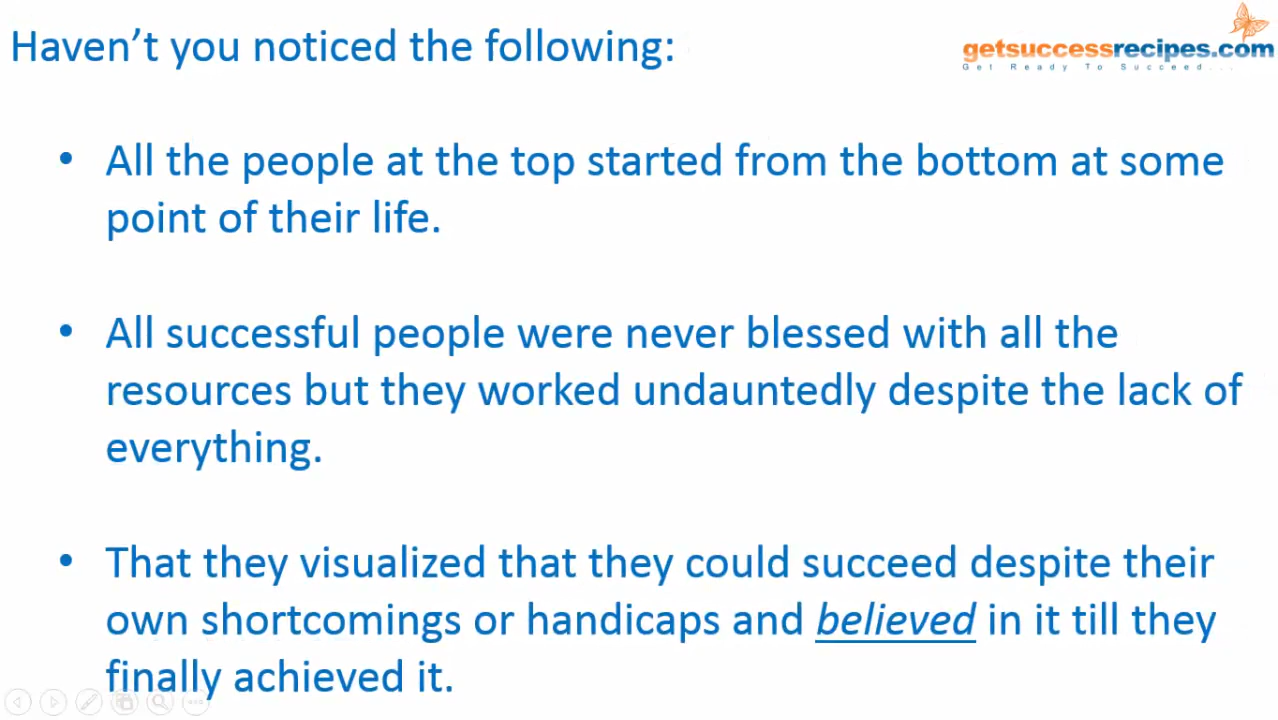 Haven’t you noticed the following:
getsuccessrecipes.com
Get Ready To Succeed...
• All the people at the top started from the bottom at some
point of their life.
• All successful people were never blessed with all the
resources but they worked undauntedly despite the lack of
everything.
• That they visualized that they could succeed despite their
own shortcomings or handicaps and believed in it till they
finally achieved it.